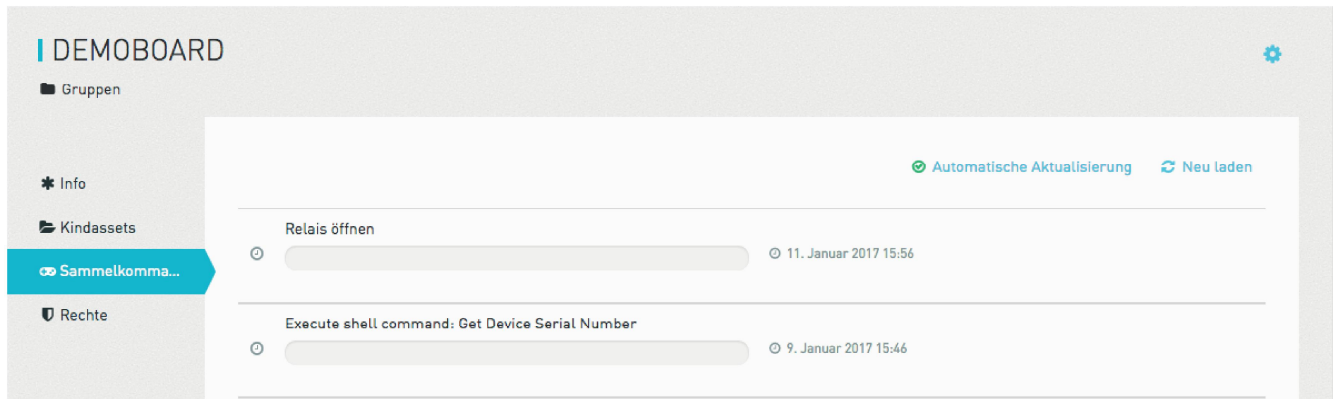 DEMOBOARD
Gruppen
Automatische Aktualisierung Neu laden
Info
Kindassets
Sammelkomma...
Rechte
Relais öffnen
11. Januar 2017 15:56
Execute shell command: Get Device Serial Number
9. Januar 2017 15:46